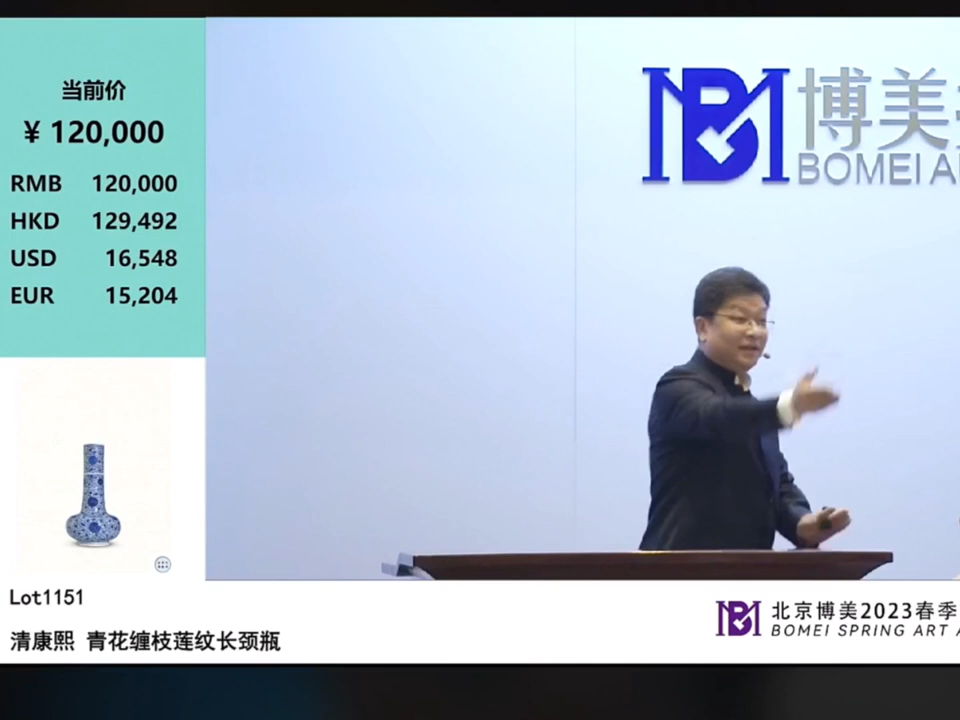 当前价
¥ 120,000
RMB 120,000
HKD 129,492
USD 16,548
EUR 15,204
博美
BOMEI
Lot1151
清康熙 青花缠枝莲纹长颈瓶
北京博美2023春季
BOMEI SPRING ART